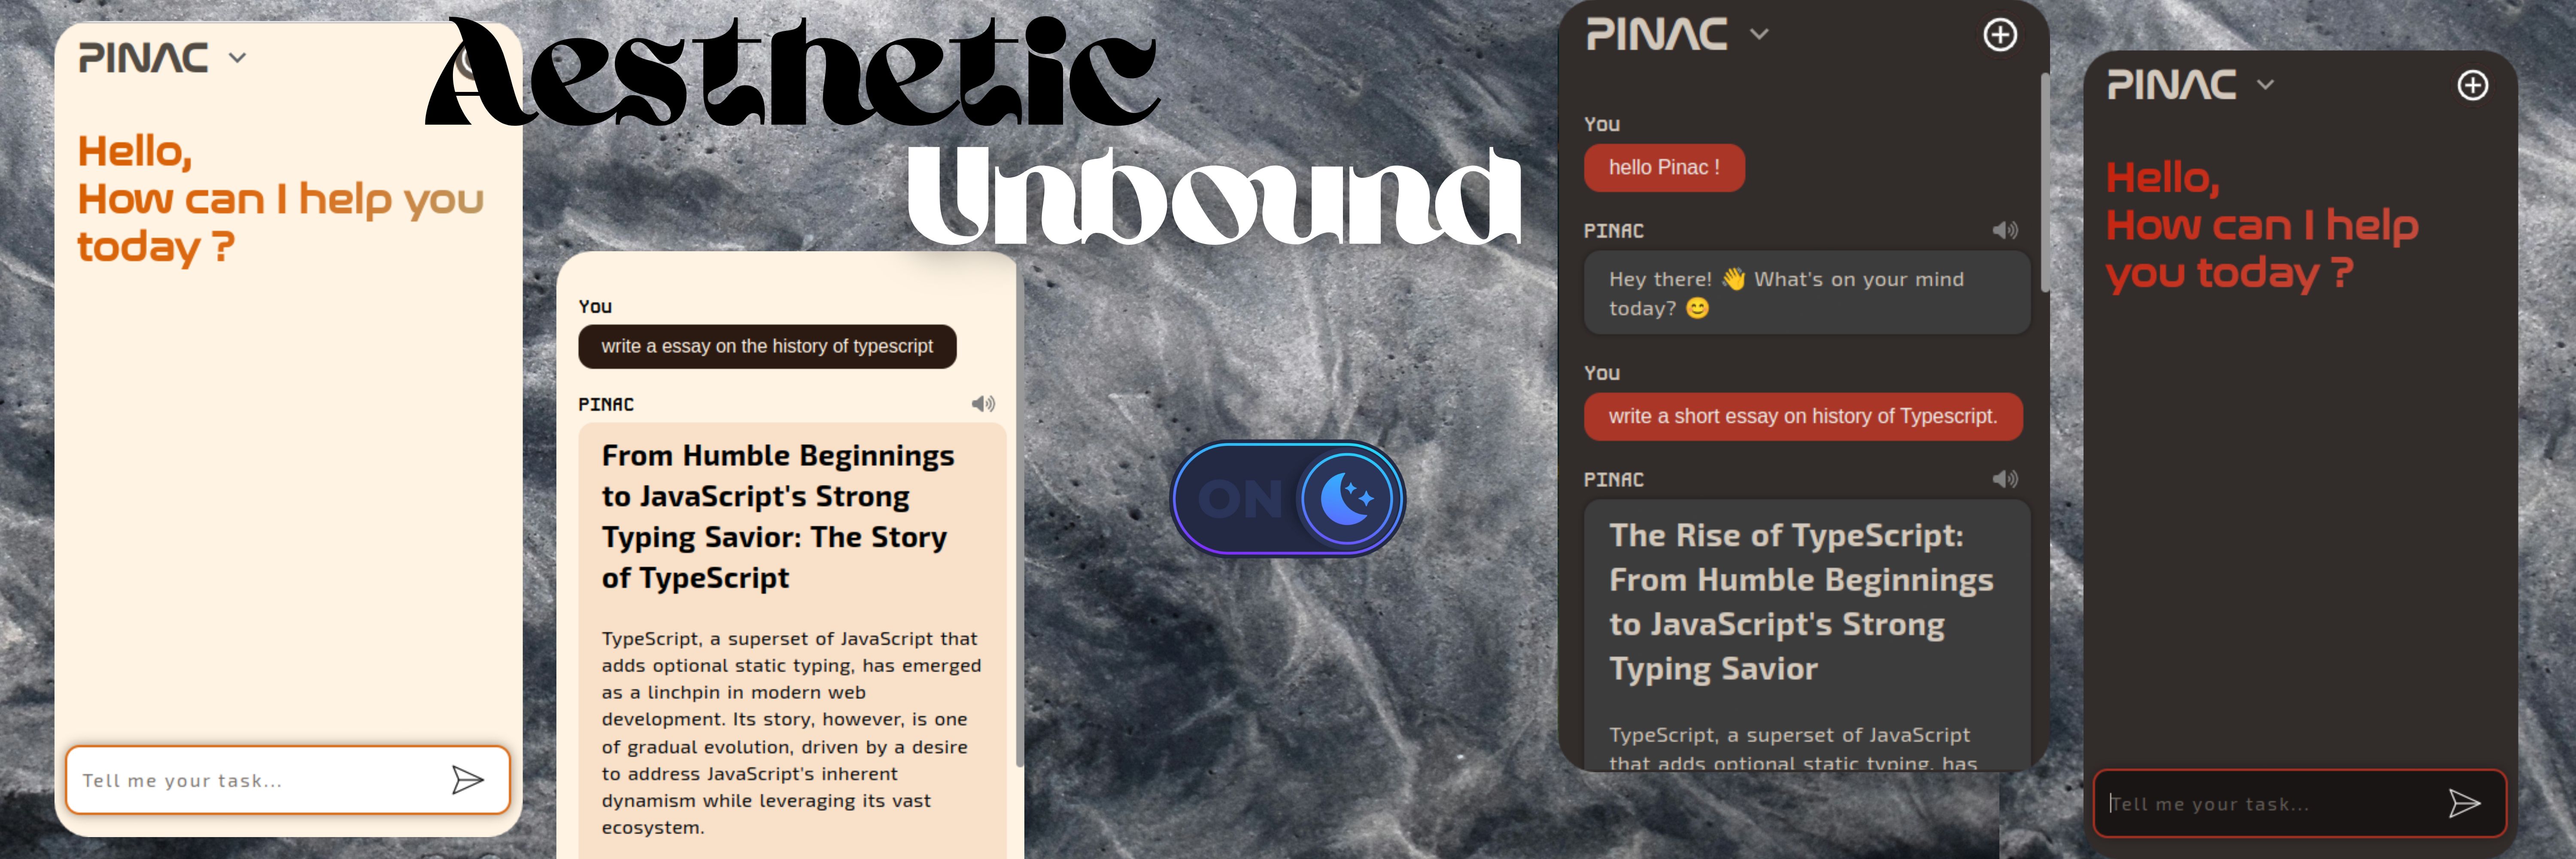 Aesthetic
Unbound
PINAC
Hello,
How can I help you
today ?
Tell me your task...
You
write a essay on the history of typescript
PINAC
From Humble Beginnings
to JavaScript's Strong
Typing Savior: The Story
of TypeScript
TypeScript, a superset of JavaScript that
adds optional static typing, has emerged
as a linchpin in modern web
development. Its story, however, is one
of gradual evolution, driven by a desire
to address JavaScript's inherent
dynamism while leveraging its vast
ecosystem.
ON
PINAC
You
hello Pinac !
PINAC
Hey there! 👋 What's on your mind
today? 😊
You
write a short essay on history of Typescript.
PINAC
The Rise of TypeScript:
From Humble Beginnings
to JavaScript's Strong
Typing Savior
TypeScript, a superset of JavaScript
that adds optional static typing, has
PINAC
Hello,
How can I help
you today ?
Tell me your task...